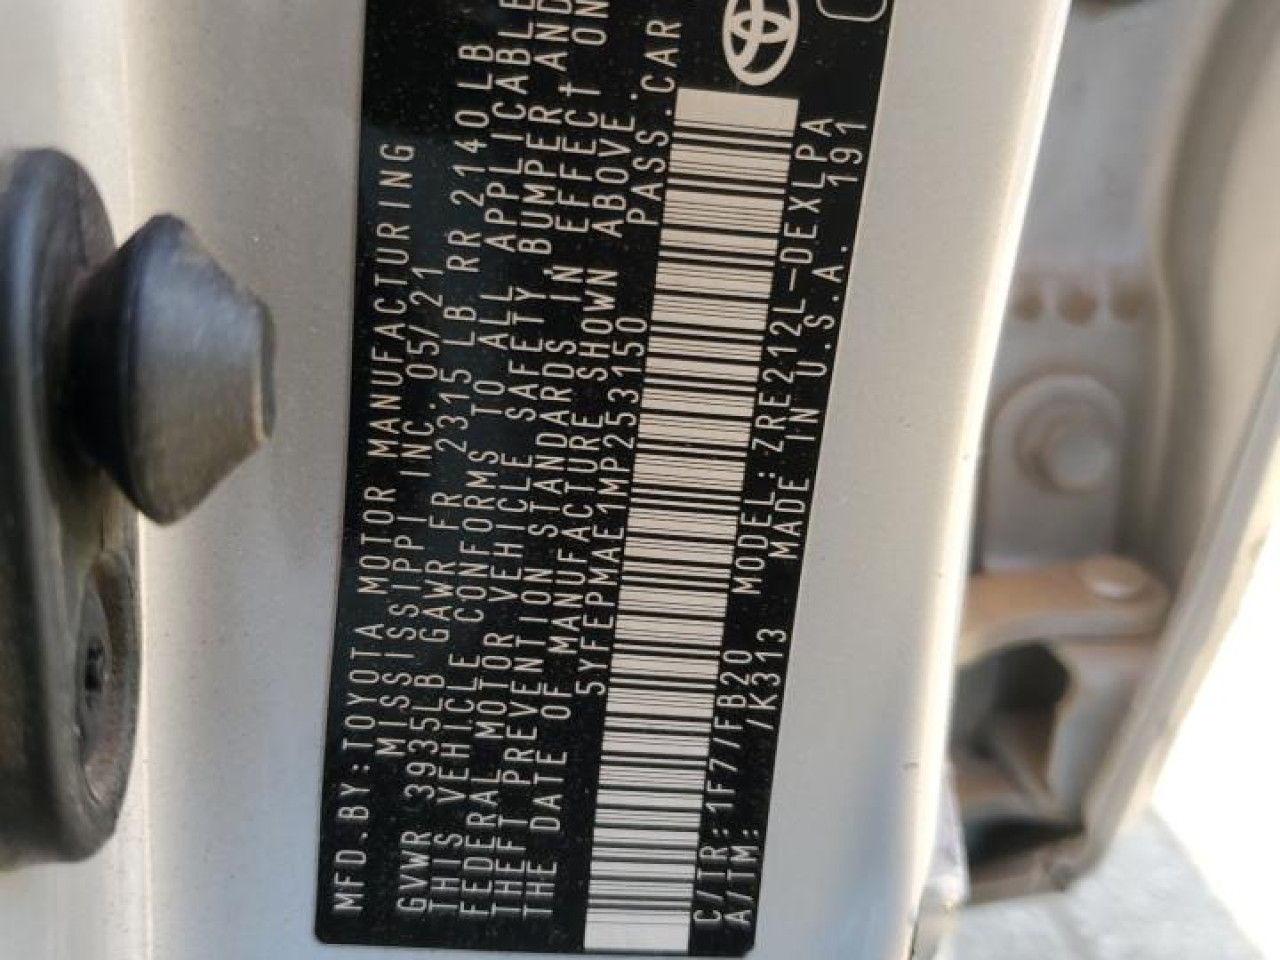 MFD.BY:TOYOTA MOTOR MANUFACTURING
MISSISSIPPI INC. 05/21
GVWR 3935LB GAWR FR 2315 LB RR 2140 LB
THIS VEHICLE CONFORMS TO ALL APPLICABLE
FEDERAL MOTOR VEHICLE SAFETY, BUMPER AND
THEFT PREVENTION STANDARDS IN EFFECT ON
THE DATE OF MANUFACTURE SHOWN ABOVE.
5YFEPMAE1MP253150 PASS.CAR
C/TR: 1F7/FB20 MODEL: ZRE212L-DEXLPA
A/TM: /K313 MADE IN U.S.A. 191